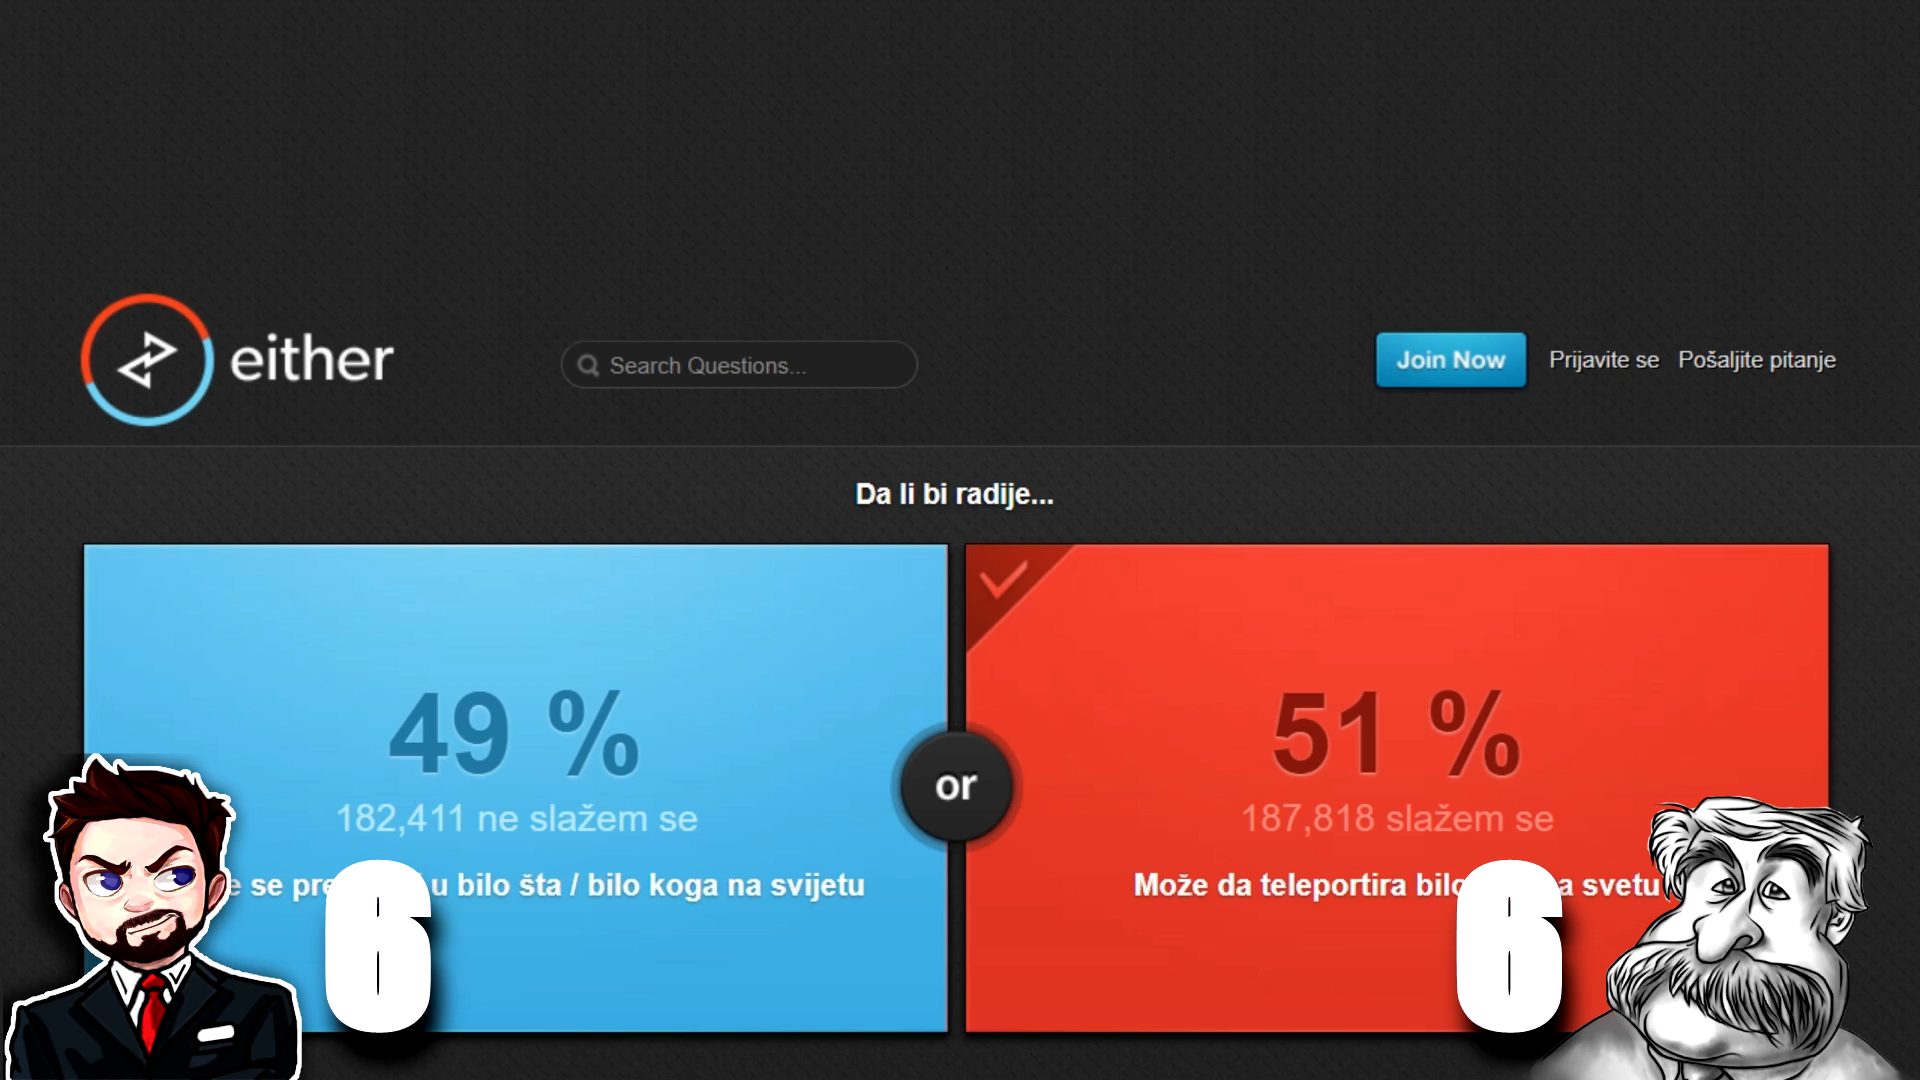 either
Search Questions...
Join Now
Prijavite se
Pošaljite pitanje
Da li bi radije...
49 %
182,411 ne slažem se
se u bilo šta / bilo koga na svijetu
or
51 %
187,818 slažem se
Može da teleportira svetu
6
6